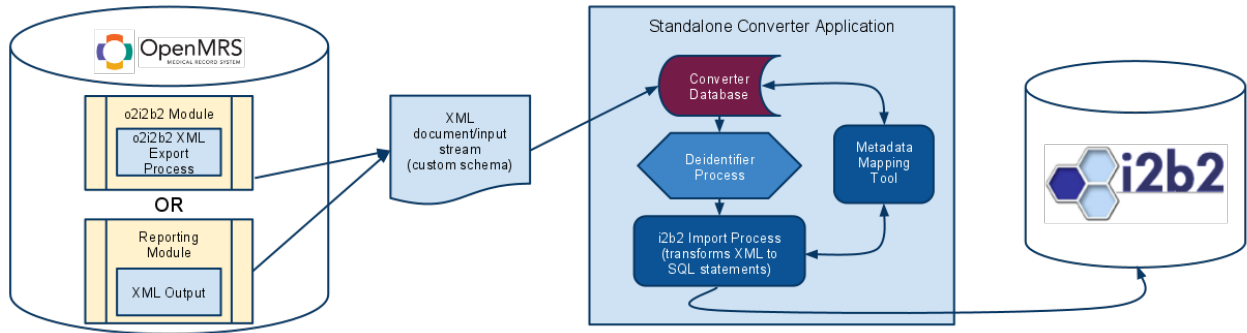 OpenMRS
MEDICAL RECORD SYSTEM
o2i2b2 Module
o2i2b2 XML
Export
Process
OR
Reporting
Module
XML Output
XML
document/input
stream
(custom schema)
Standalone Converter Application
Converter
Database
Deidentifier
Process
Metadata
Mapping
Tool
i2b2 Import Process
(transforms XML to
SQL statements)
i2b2